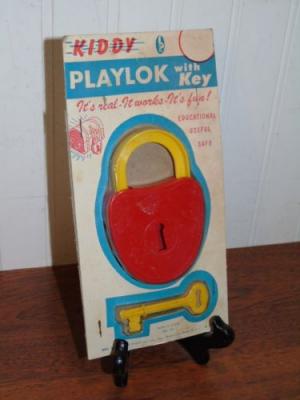 KIDDY
PLAYLOK with
Key
It's real-It works-It's fun!
EDUCATIONAL
USEFUL
SAFE